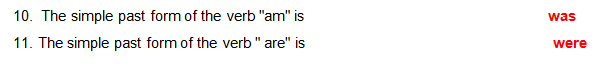 10. The simple past form of the verb "am" is was
11. The simple past form of the verb " are" is were